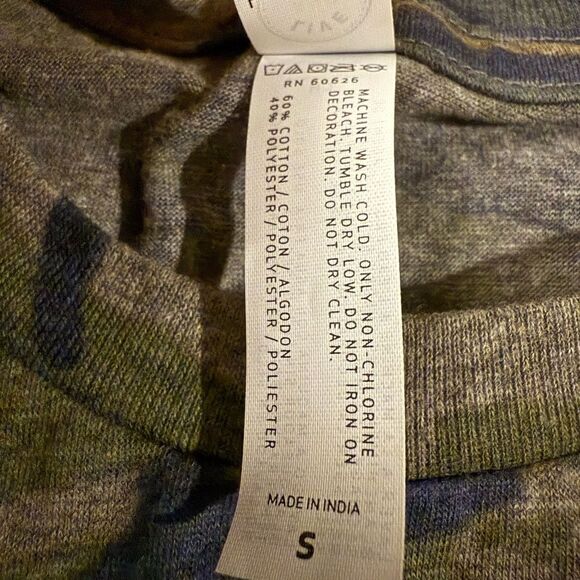 LIVE
RN 60626
MACHINE WASH COLD. ONLY NON-CHLORINE
BLEACH. TUMBLE DRY LOW. DO NOT IRON ON
DECORATION. DO NOT DRY CLEAN.
60% COTTON / COTON / ALGODON
40% POLYESTER / POLYESTER / POLIESTER
MADE IN INDIA
S